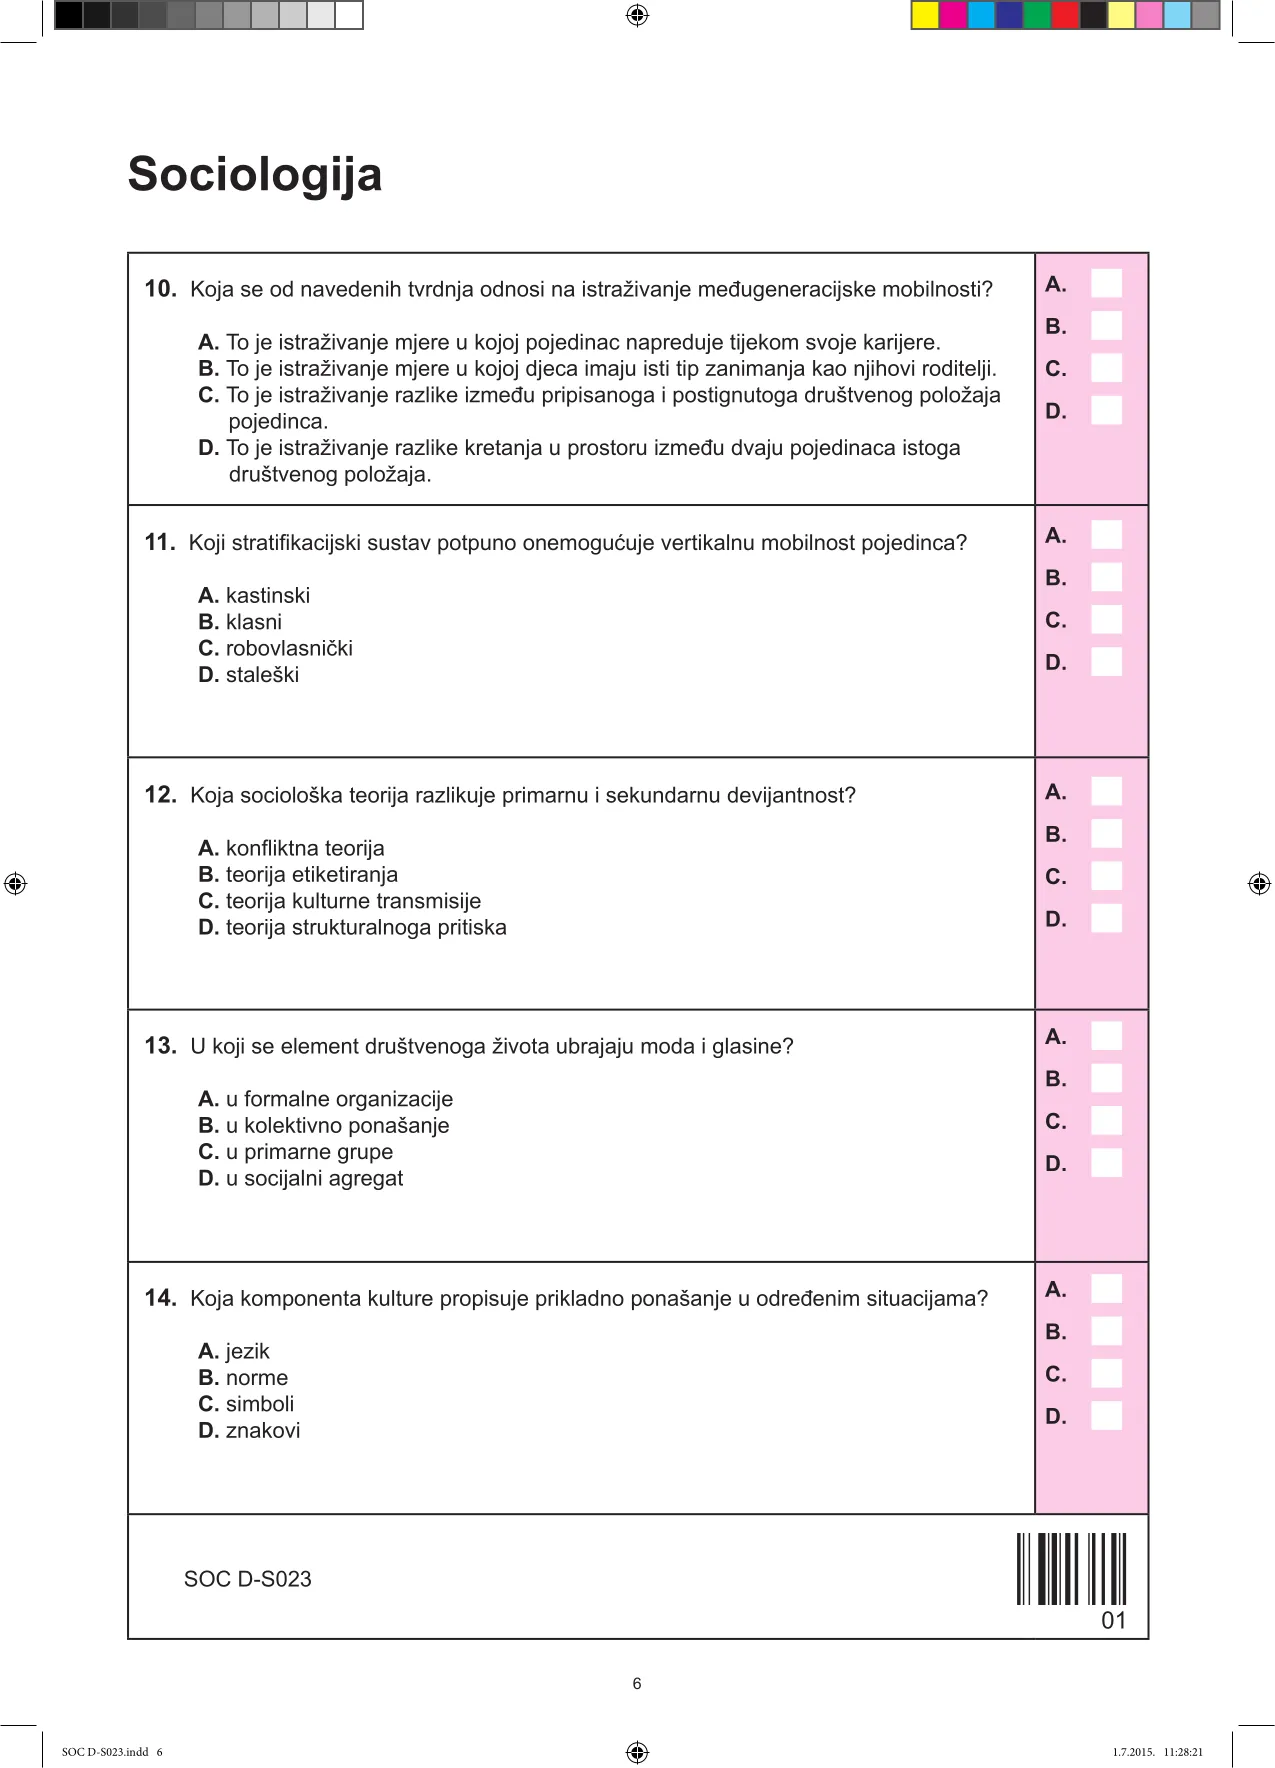 Sociologija
10. Koja se od navedenih tvrdnja odnosi na istraživanje međugeneracijske mobilnosti?
A. To je istraživanje mjere u kojoj pojedinac napreduje tijekom svoje karijere.
B. To je istraživanje mjere u kojoj djeca imaju isti tip zanimanja kao njihovi roditelji.
C. To je istraživanje razlike između pripisanoga i postignutoga društvenog položaja
pojedinca.
D. To je istraživanje razlike kretanja u prostoru između dvaju pojedinaca istoga
društvenog položaja.
A.
B.
C.
D.
11. Koji stratifikacijski sustav potpuno onemogućuje vertikalnu mobilnost pojedinca?
A. kastinski
B. klasni
C. robovlasnički
D. staleški
A.
B.
C.
D.
12. Koja sociološka teorija razlikuje primarnu i sekundarnu devijantnost?
A. konfliktna teorija
B. teorija etiketiranja
C. teorija kulturne transmisije
D. teorija strukturalnoga pritiska
A.
B.
C.
D.
13. U koji se element društvenoga života ubrajaju moda i glasine?
A. u formalne organizacije
B. u kolektivno ponašanje
C. u primarne grupe
D. u socijalni agregat
A.
B.
C.
D.
14. Koja komponenta kulture propisuje prikladno ponašanje u određenim situacijama?
A. jezik
B. norme
C. simboli
D. znakovi
A.
B.
C.
D.
SOC D-S023
01
6
SOC D-S023.indd 6
1.7.2015. 11:28:21